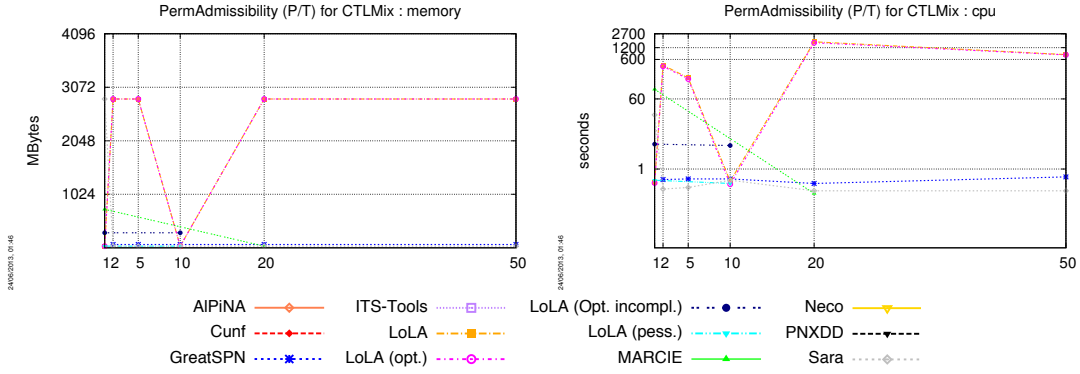 PermAdmissibility (P/T) for CTLMix : memory
4096
3072
2048
1024
MBytes
1 2 5 10 20 50
24/06/2013, 01:46
PermAdmissibility (P/T) for CTLMix : cpu
2700
1200
600
60
1
seconds
1 2 5 10 20 50
24/06/2013, 01:46
AlPiNA
Cunf
GreatSPN
ITS-Tools
LoLA
LoLA (opt.)
LoLA (Opt. incompl.)
LoLA (pess.)
MARCIE
Neco
PNXDD
Sara